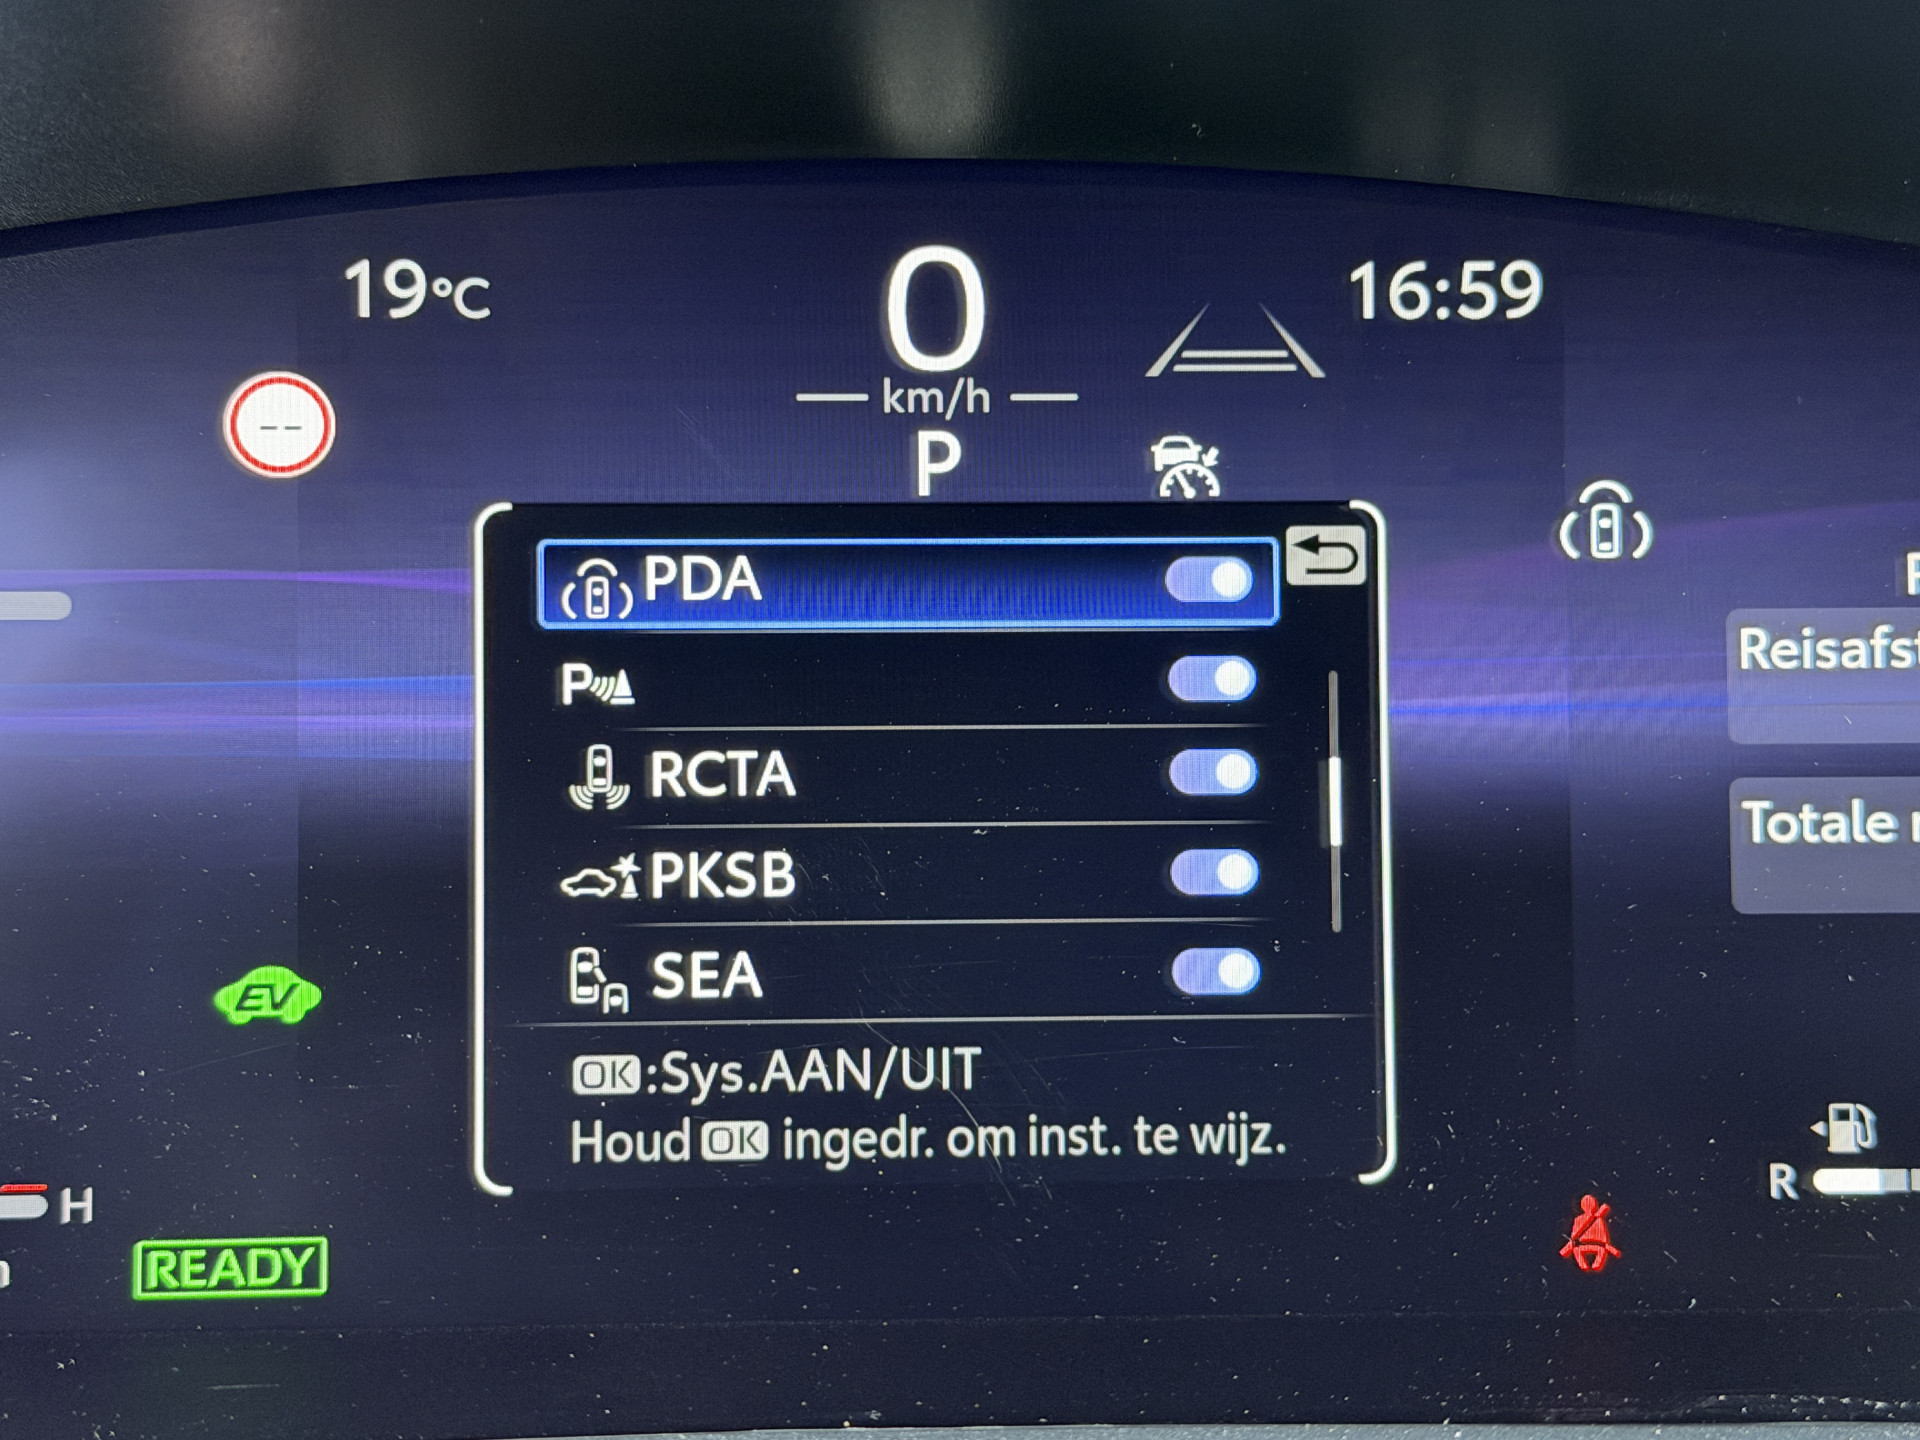 19°C
0
16:59
km/h
--
P
PDA
P
RCTA
PKSB
SEA
OK:Sys.AAN/UIT
Houd OK ingedr. om inst. te wijz.
Reisafst
Totale
EV
H
READY
R